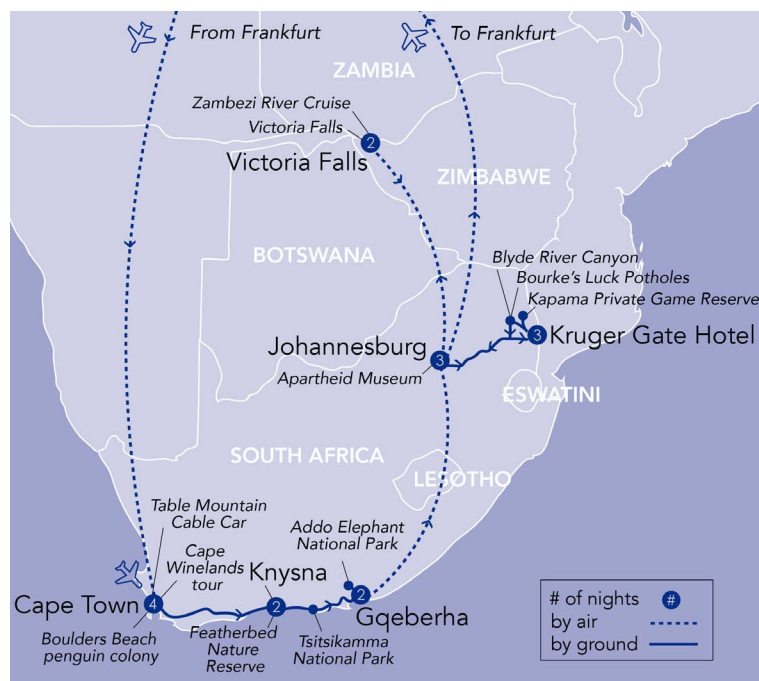 From Frankfurt
To Frankfurt
ZAMBIA
Zambezi River Cruise
Victoria Falls
2
Victoria Falls
ZIMBABWE
BOTSWANA
Blyde River Canyon
Bourke's Luck Potholes
Kapama Private Game Reserve
3
Kruger Gate Hotel
Johannesburg
3
Apartheid Museum
ESWATINI
SOUTH AFRICA
LESOTHO
Table Mountain
Cable Car
Cape
Winelands
tour
Addo Elephant
National Park
Knysna
2
Cape Town
4
2
Gqeberha
Boulders Beach
penguin colony
Featherbed
Nature
Reserve
Tsitsikamma
National Park
# of nights #
by air
by ground